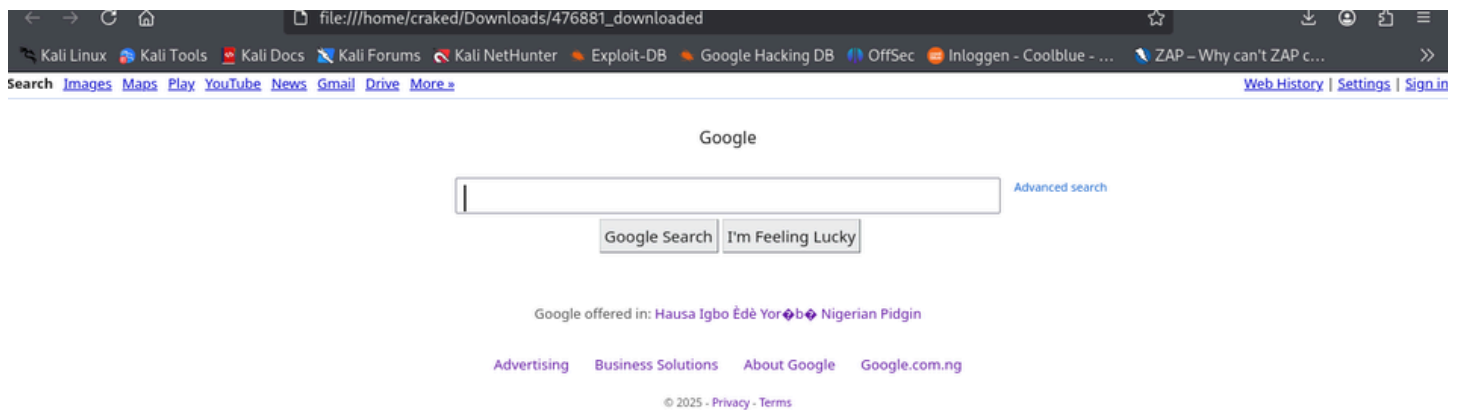 file:///home/craked/Downloads/476881_downloaded
Kali Linux Kali Tools Kali Docs Kali Forums Kali NetHunter Exploit-DB Google Hacking DB OffSec Inloggen - Coolblue - ... ZAP – Why can't ZAP c...
Search Images Maps Play YouTube News Gmail Drive More » Web History | Settings | Sign in
Google
Advanced search
Google Search I'm Feeling Lucky
Google offered in: Hausa Igbo Èdè Yor�b� Nigerian Pidgin
Advertising Business Solutions About Google Google.com.ng
© 2025 - Privacy - Terms